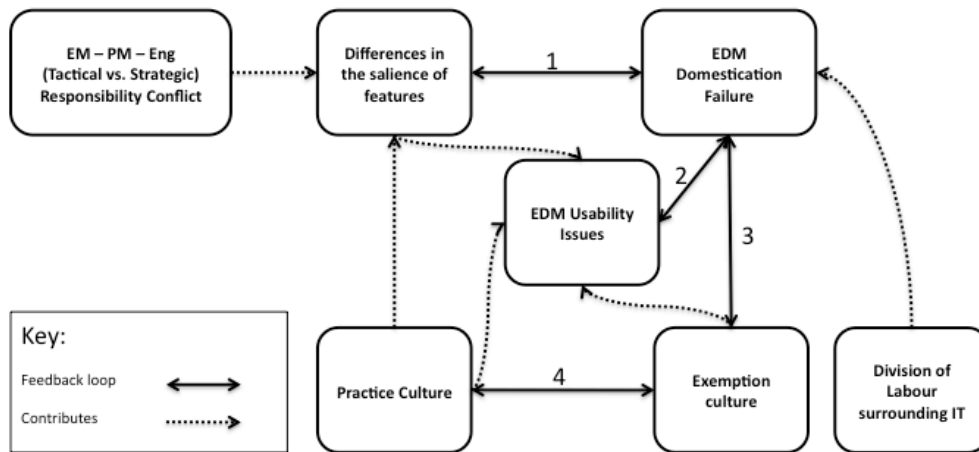 EM – PM – Eng
(Tactical vs. Strategic)
Responsibility Conflict
Differences in
the salience of
features
1
EDM
Domestication
Failure
EDM Usability
Issues
2
3
Key:
Feedback loop
Contributes
Practice Culture
4
Exemption
culture
Division of
Labour
surrounding IT